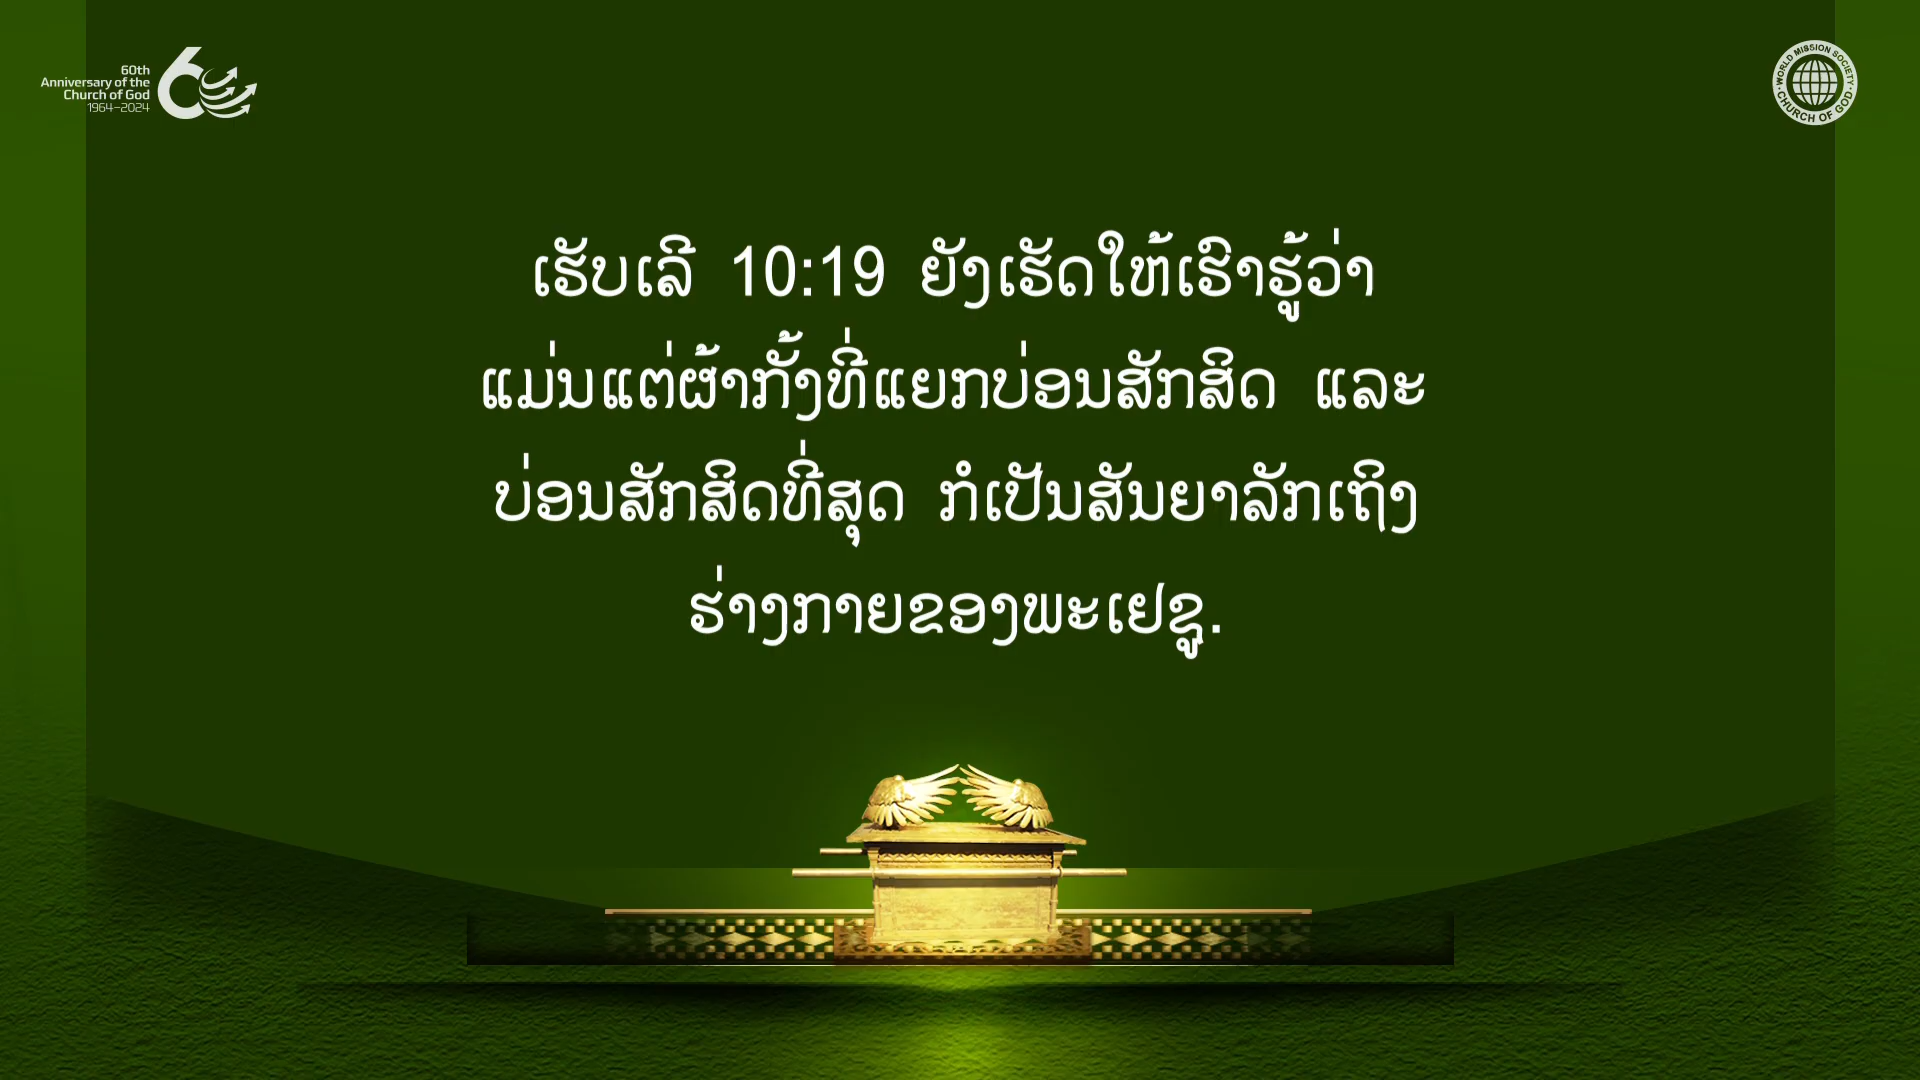 60th
Anniversary of the
Church of God
1964–2024
60
WORLD MISSION SOCIETY
CHURCH OF GOD
ເຮັບເລີ 10:19 ຍັງເຮັດໃຫ້ເຮົາຮູ້ວ່າ
ແມ່ນແຕ່ຜ້າກັ້ງທີ່ແຍກບ່ອນສັກສິດ ແລະ
ບ່ອນສັກສິດທີ່ສຸດ ກໍເປັນສັນຍາລັກເຖິງ
ຮ່າງກາຍຂອງພະເຢຊູ.